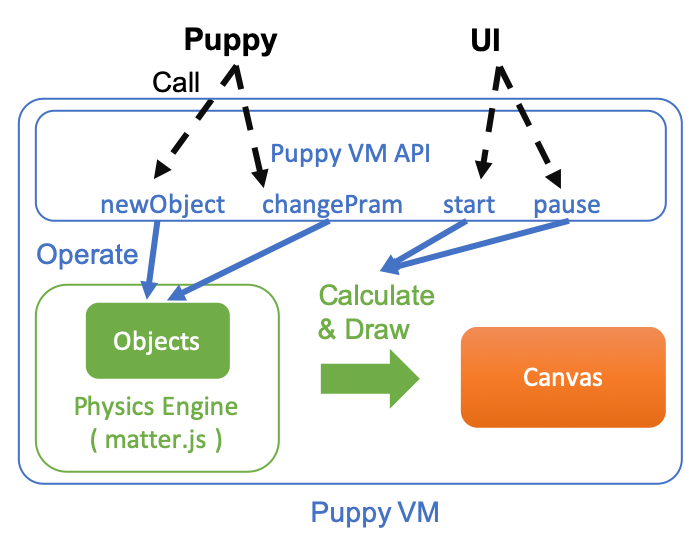 Puppy
UI
Call
Puppy VM API
newObject
changePram
start
pause
Operate
Calculate
& Draw
Objects
Canvas
Physics Engine
( matter.js )
Puppy VM